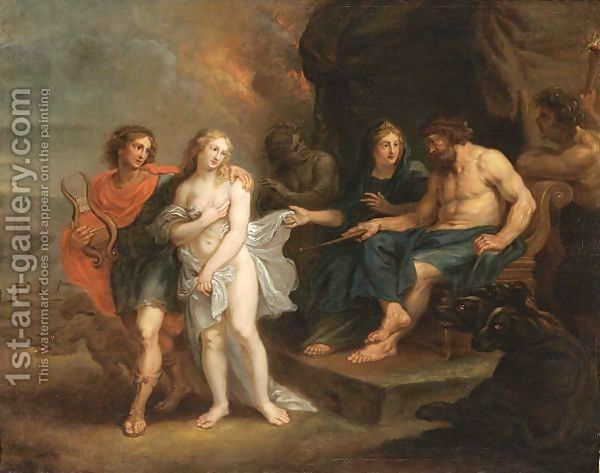 1st-art-gallery.com
This watermark does not appear on the painting